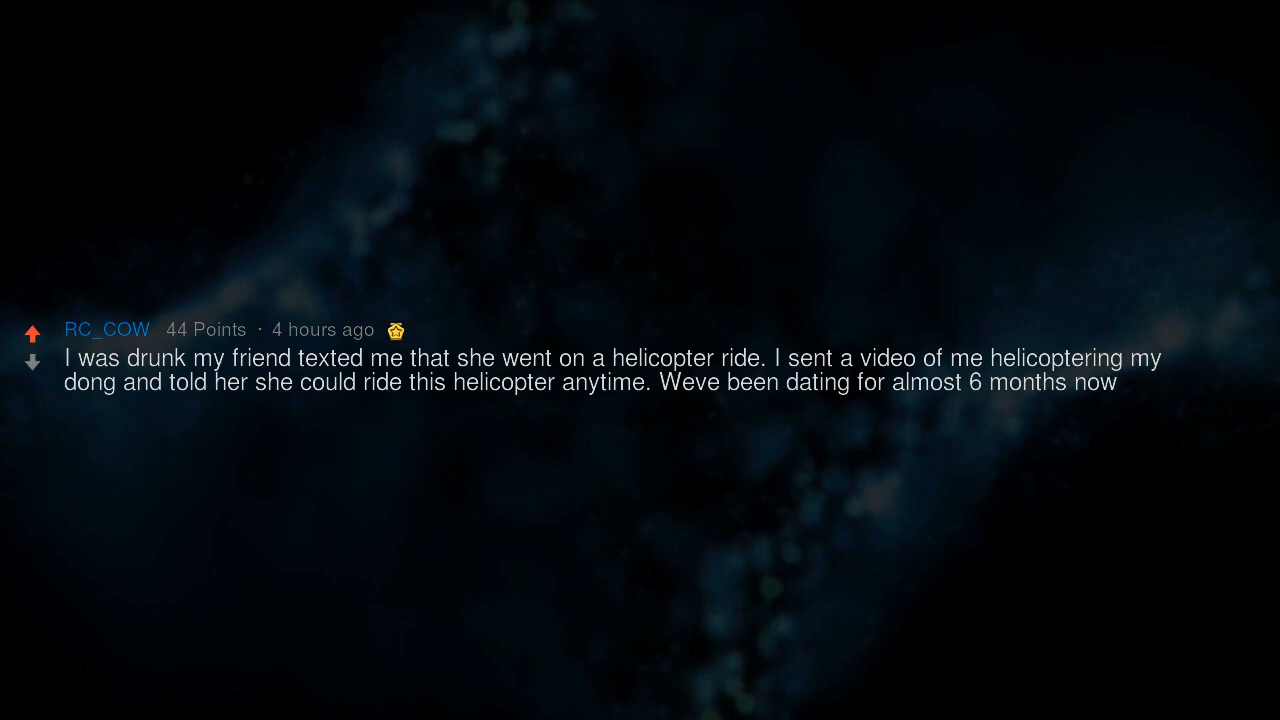 RC_COW 44 Points · 4 hours ago
I was drunk my friend texted me that she went on a helicopter ride. I sent a video of me helicoptering my
dong and told her she could ride this helicopter anytime. Weve been dating for almost 6 months now